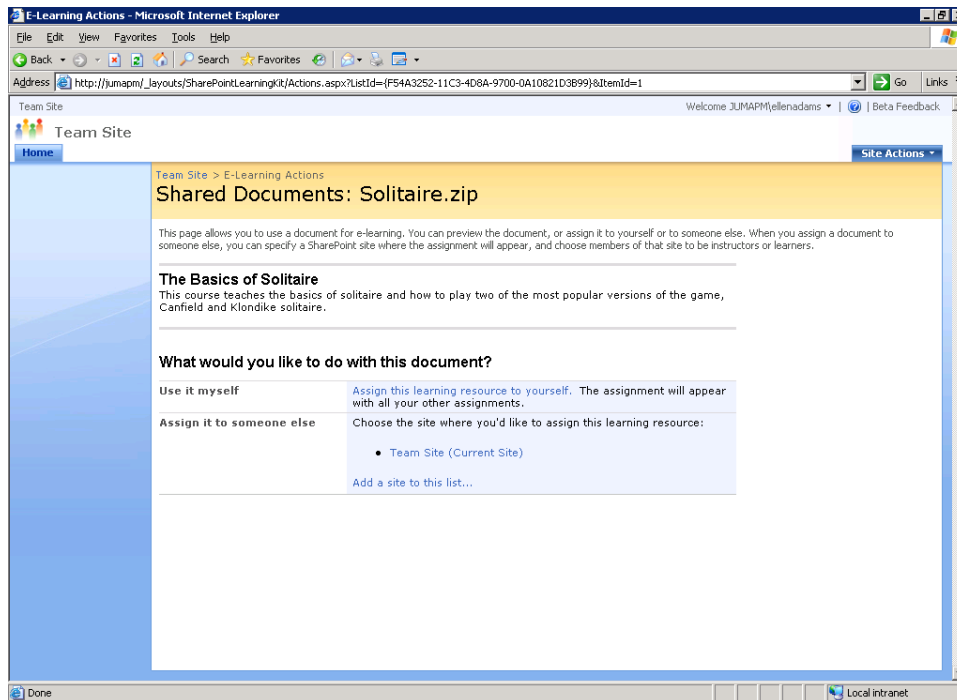 E-Learning Actions - Microsoft Internet Explorer
File Edit View Favorites Tools Help
Back Search Favorites
Address http://jumapm/_layouts/SharePointLearningKit/Actions.aspx?ListId={F54A3252-11C3-4D8A-9700-0A10821D3B99}&ItemId=1 Go Links
Team Site Welcome JUMAPM\ellenadams | Beta Feedback
Team Site
Home Site Actions
Team Site > E-Learning Actions
Shared Documents: Solitaire.zip
This page allows you to use a document for e-learning. You can preview the document, or assign it to yourself or to someone else. When you assign a document to
someone else, you can specify a SharePoint site where the assignment will appear, and choose members of that site to be instructors or learners.
The Basics of Solitaire
This course teaches the basics of solitaire and how to play two of the most popular versions of the game,
Canfield and Klondike solitaire.
What would you like to do with this document?
Use it myself Assign this learning resource to yourself. The assignment will appear
with all your other assignments.
Assign it to someone else Choose the site where you'd like to assign this learning resource:
• Team Site (Current Site)
Add a site to this list...
Done Local intranet